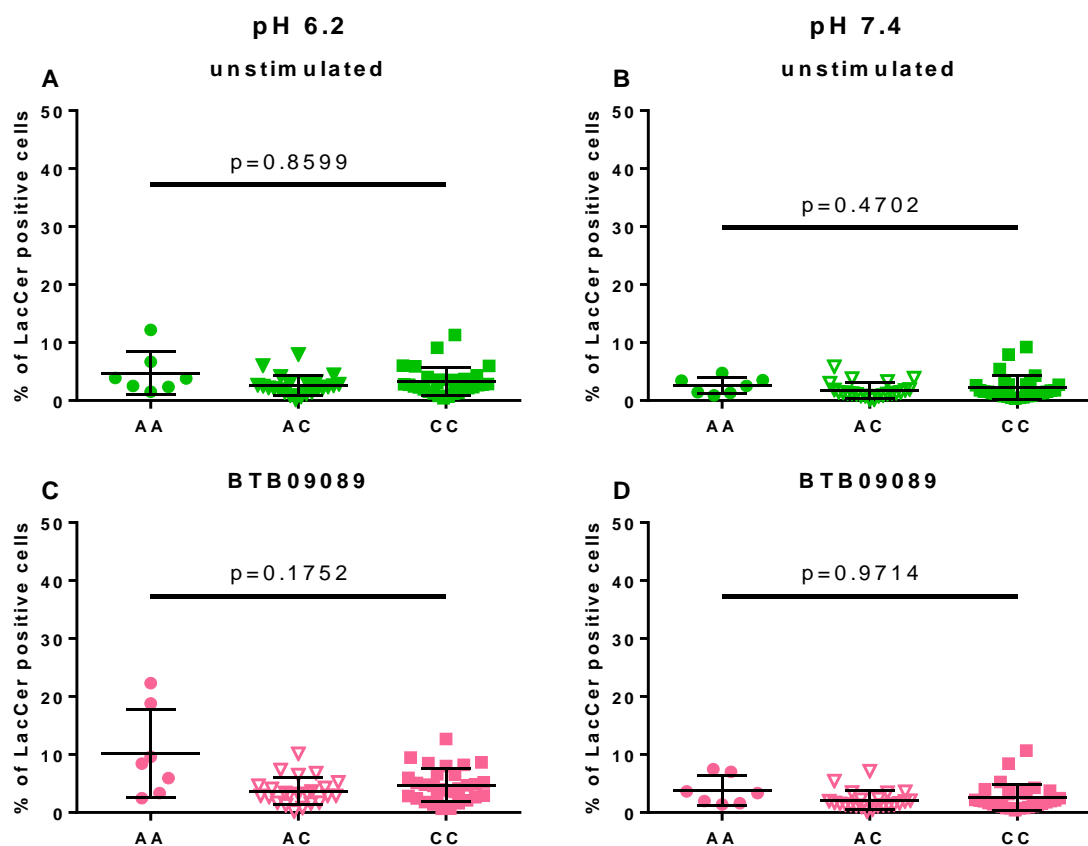 pH 6.2
pH 7.4
A
unstimulated
% of LacCer positive cells
50
40
30
20
10
0
p=0.8599
AA
AC
CC
B
unstimulated
% of LacCer positive cells
50
40
30
20
10
0
p=0.4702
AA
AC
CC
C
BTB09089
% of LacCer positive cells
50
40
30
20
10
0
p=0.1752
AA
AC
CC
D
BTB09089
% of LacCer positive cells
50
40
30
20
10
0
p=0.9714
AA
AC
CC